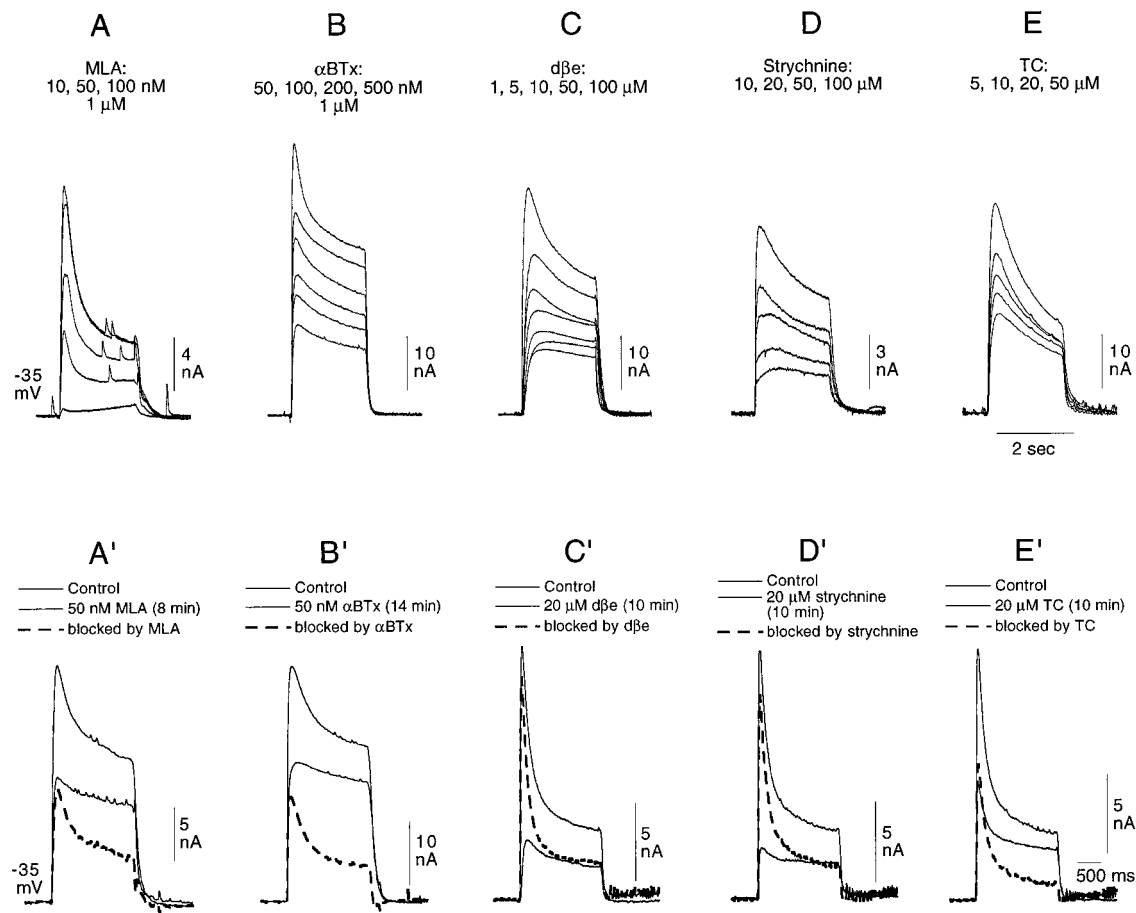 A
MLA:
10, 50, 100 nM
1 µM
B
αBTx:
50, 100, 200, 500 nM
1 µM
C
dβe:
1, 5, 10, 50, 100 µM
D
Strychnine:
10, 20, 50, 100 µM
E
TC:
5, 10, 20, 50 µM
-35
mV
4
nA
10
nA
10
nA
3
nA
10
nA
2 sec
A'
Control
50 nM MLA (8 min)
blocked by MLA
B'
Control
50 nM αBTx (14 min)
blocked by αBTx
C'
Control
20 µM dβe (10 min)
blocked by dβe
D'
Control
20 µM strychnine
(10 min)
blocked by strychnine
E'
Control
20 µM TC (10 min)
blocked by TC
-35
mV
5
nA
10
nA
5
nA
5
nA
5
nA
500 ms